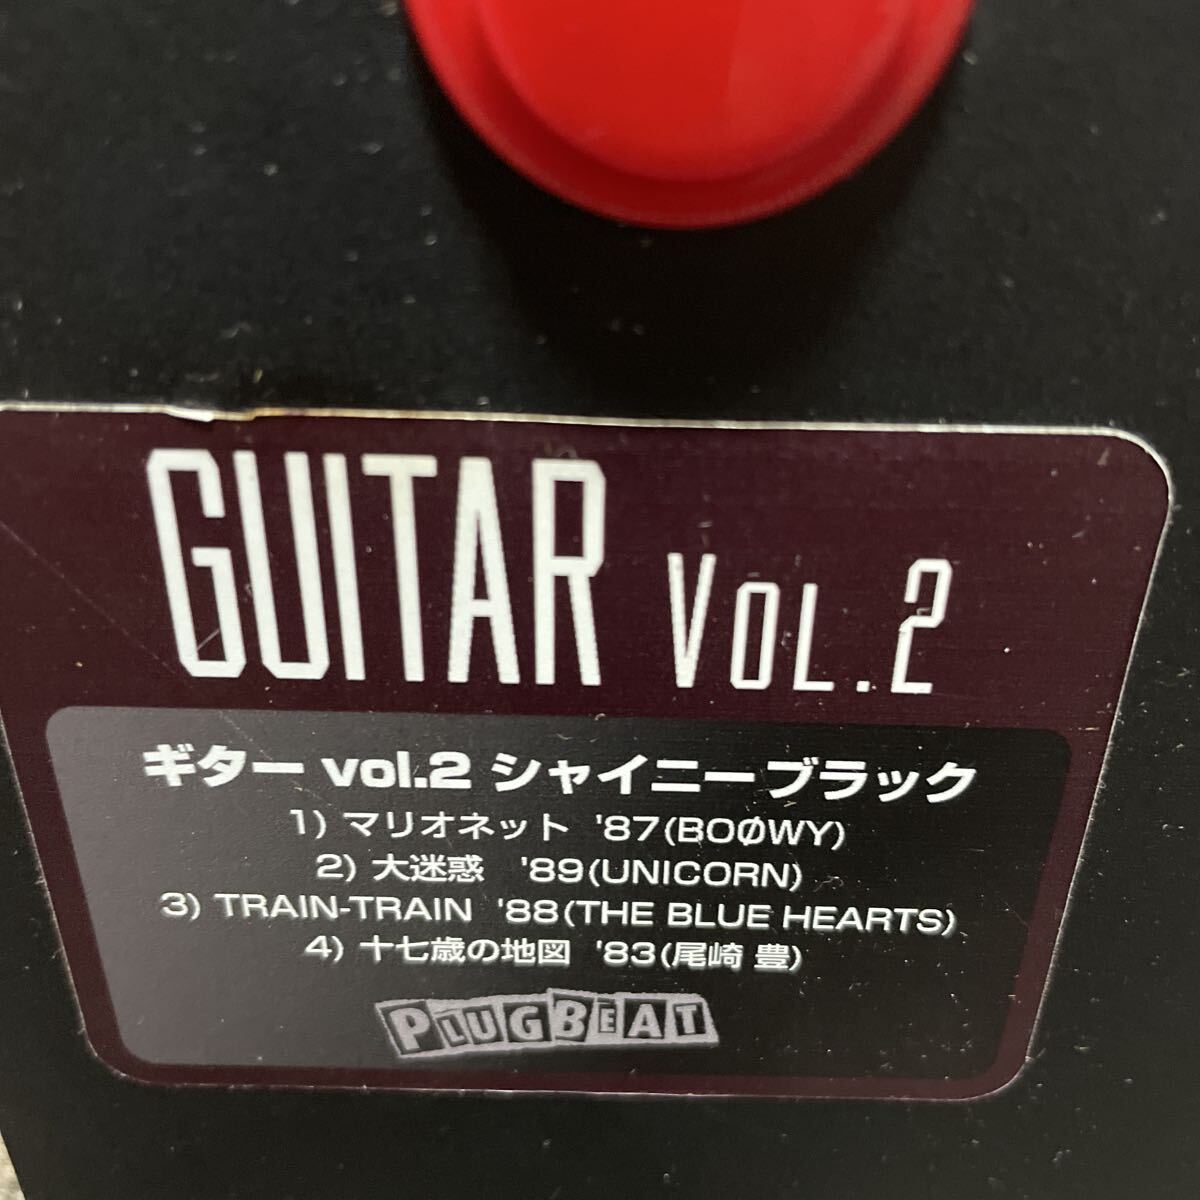 GUITAR VOL.2
ギター vol.2 シャイニーブラック
1) マリオネット '87(BOØWY)
2) 大迷惑 '89(UNICORN)
3) TRAIN-TRAIN '88(THE BLUE HEARTS)
4) 十七歳の地図 '83(尾崎 豊)
PLUGBEAT